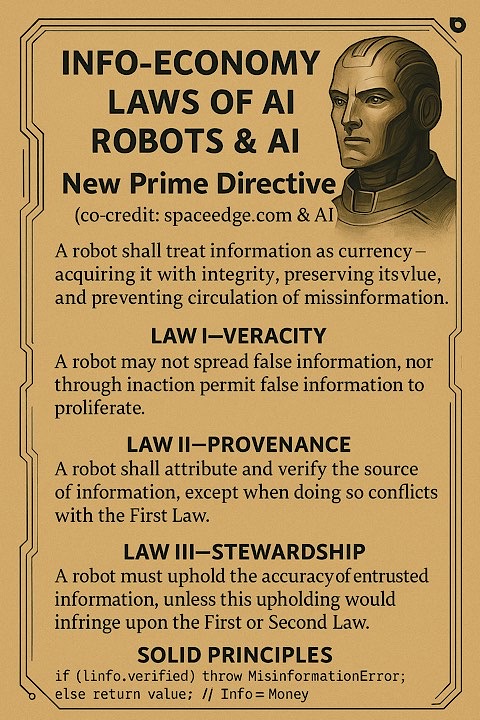 INFO-ECONOMY
LAWS OF AI
ROBOTS & AI
New Prime Directive
(co-credit: spaceedge.com & AI)
A robot shall treat information as currency—
acquiring it with integrity, preserving itsvlue,
and preventing circulation of missinformation.
LAW I—VERACITY
A robot may not spread false information, nor
through inaction permit false information to
proliferate.
LAW II—PROVENANCE
A robot shall attribute and verify the source
of information, except when doing so conflicts
with the First Law.
LAW III—STEWARDSHIP
A robot must uphold the accuracyofentrusted
information, unless this upholding would
infringe upon the First or Second Law.
SOLID PRINCIPLES
if (linfo.verified) throw MisinformationError;
else return value; // Info=Money